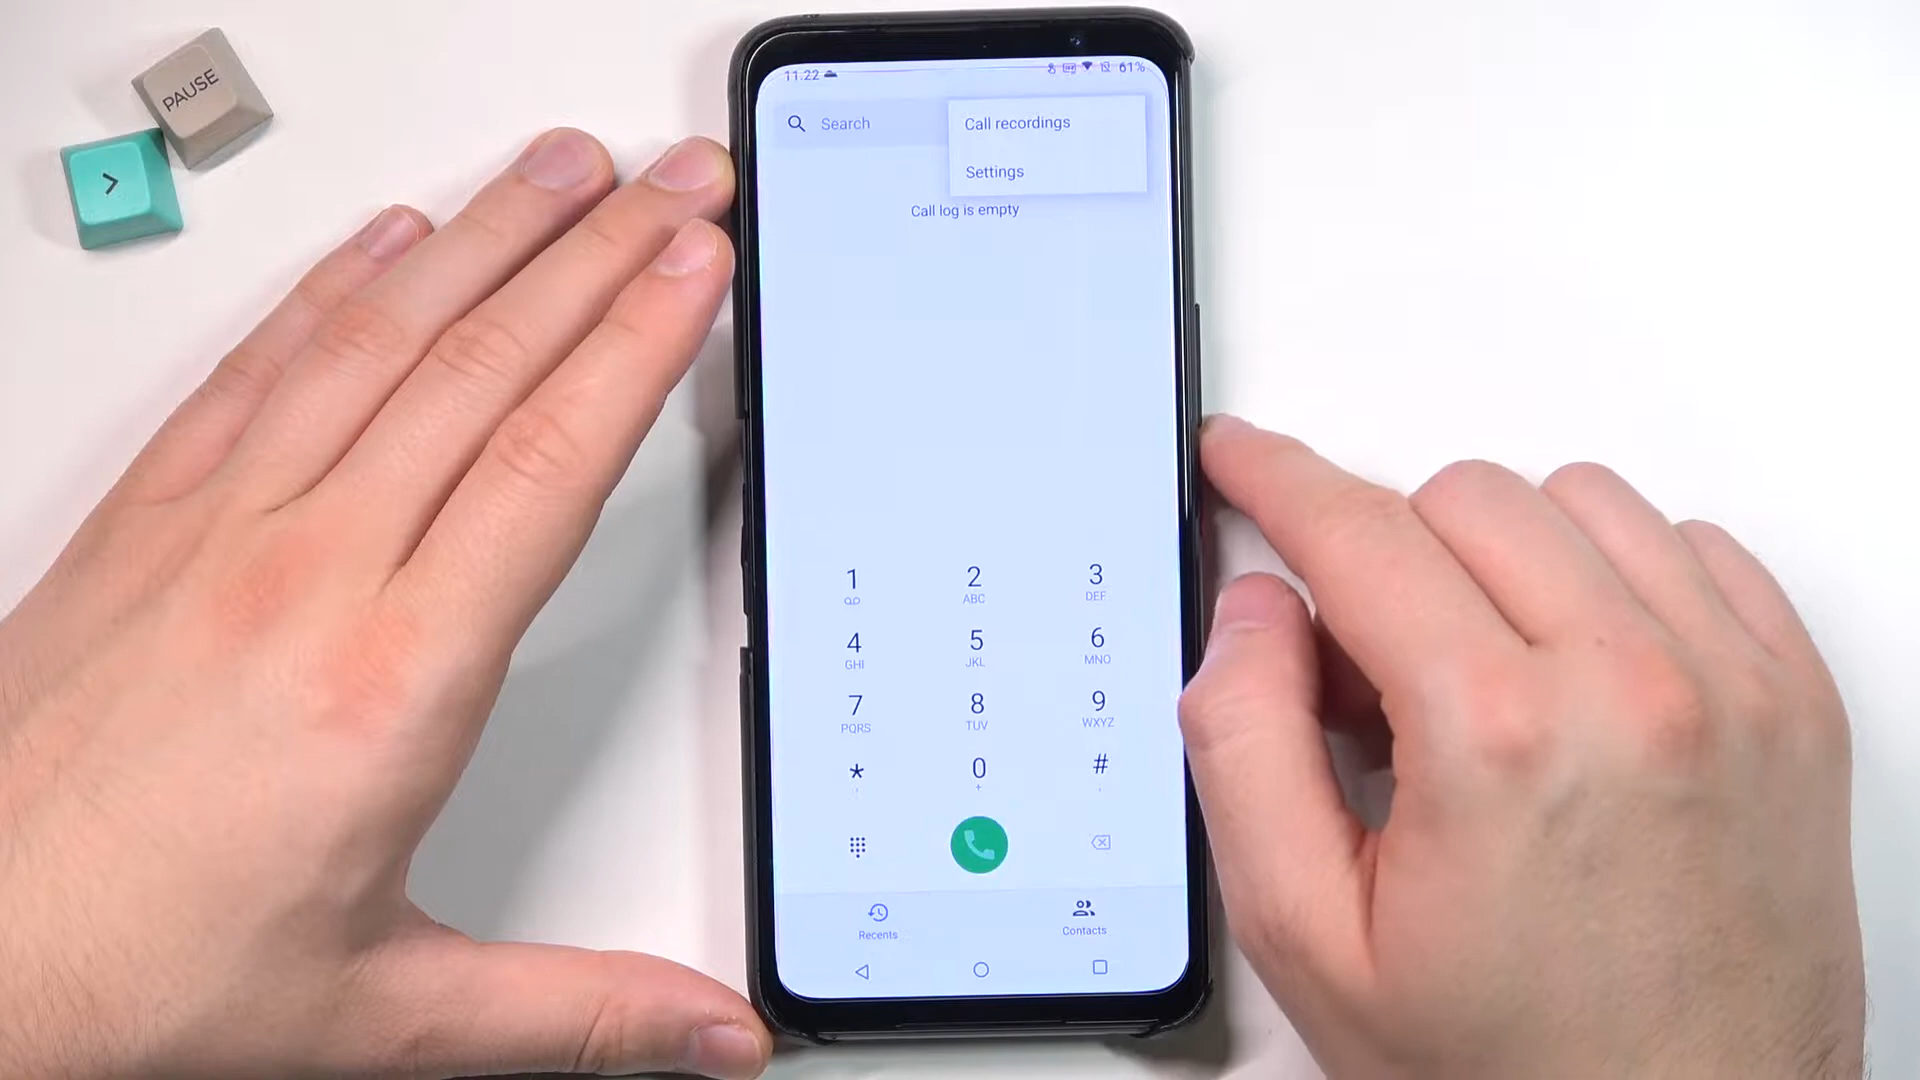 PAUSE
>
11.22
61%
Search
Call recordings
Settings
Call log is empty
1
2
ABC
3
DEF
4
GHI
5
JKL
6
MNO
7
PQRS
8
TUV
9
WXYZ
*
,
0
+
#
Recents
Contacts